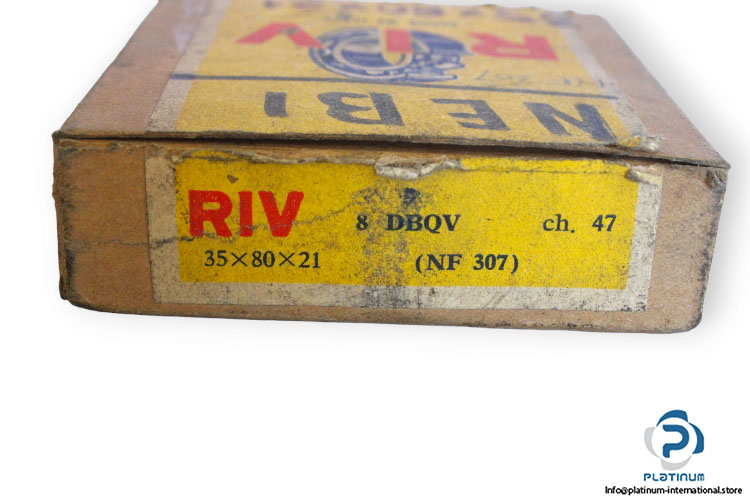 RIV
NEBI
RIV 8 DBQV ch. 47
35×80×21 (NF 307)
PLATINUM
Info@platinum-international.store